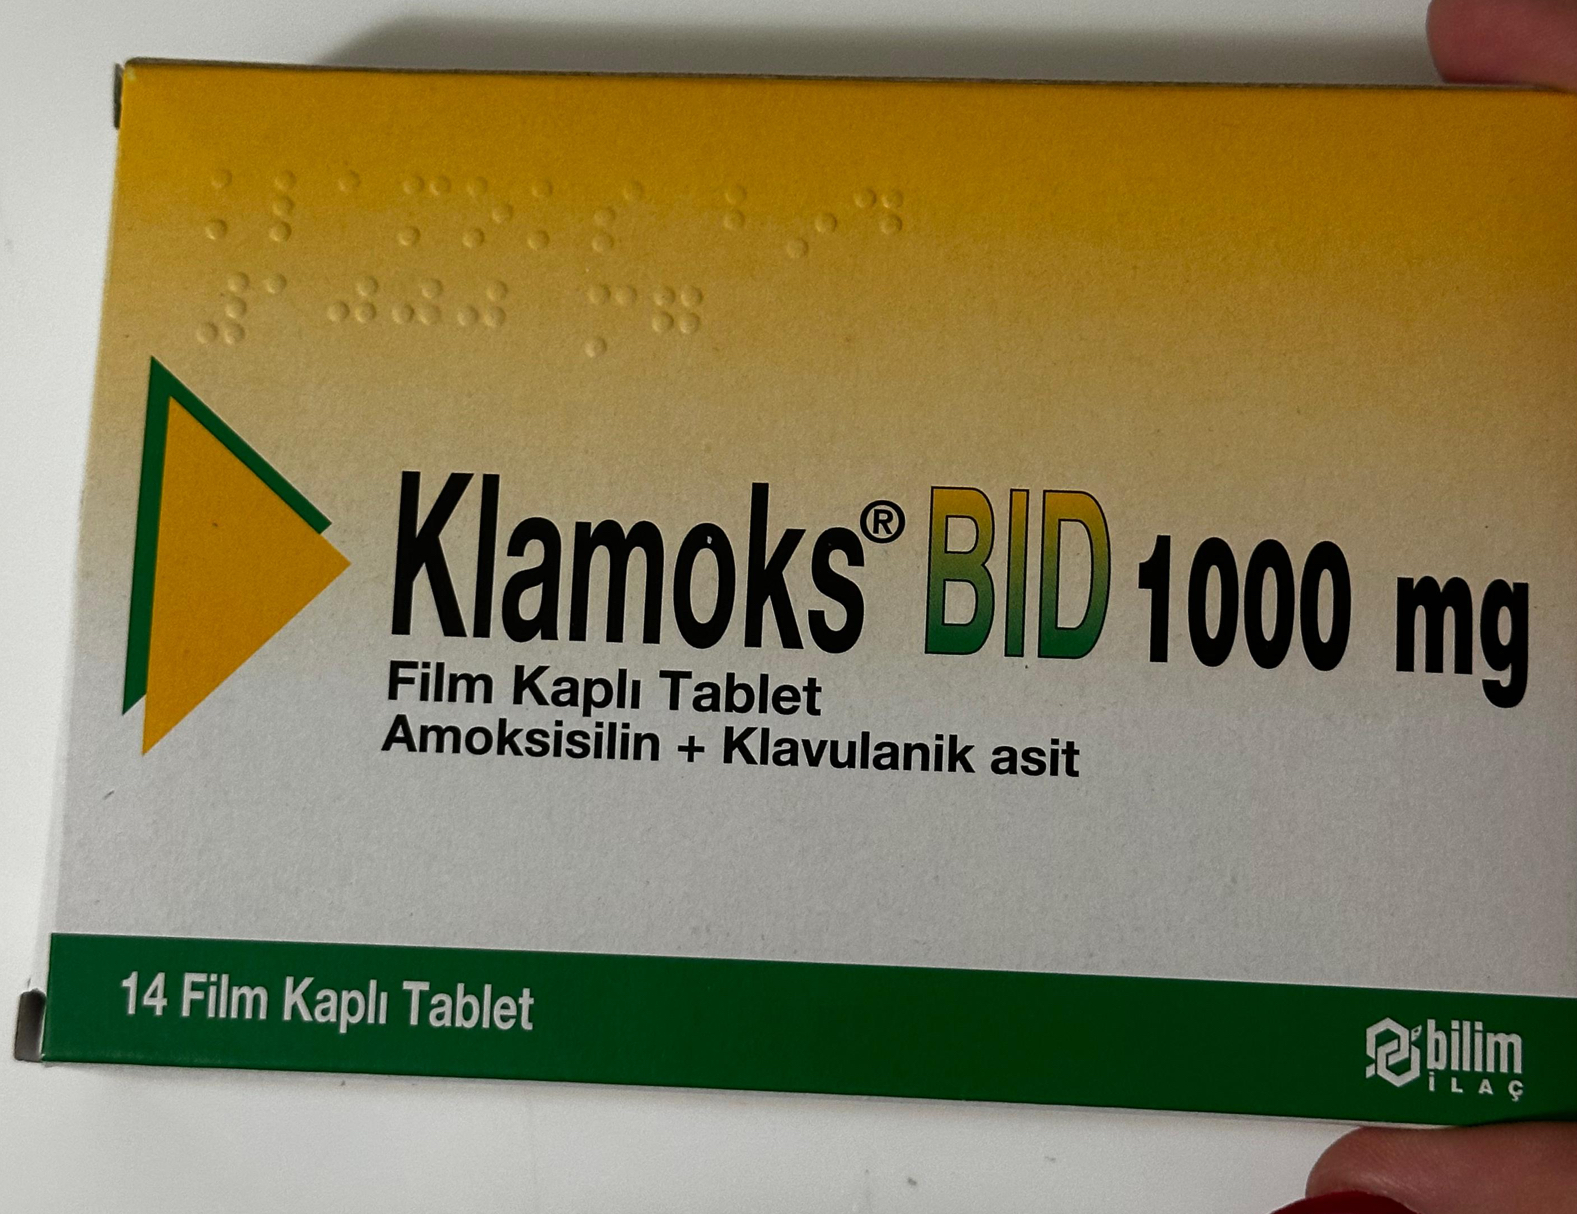 ⠅⠇⠁⠍⠕⠅⠎ ⠃⠊⠙
⠼⠁⠚⠚⠚ ⠍⠛
Klamoks® BID 1000 mg
Film Kaplı Tablet
Amoksisilin + Klavulanik asit
14 Film Kaplı Tablet
bilim
İLAÇ